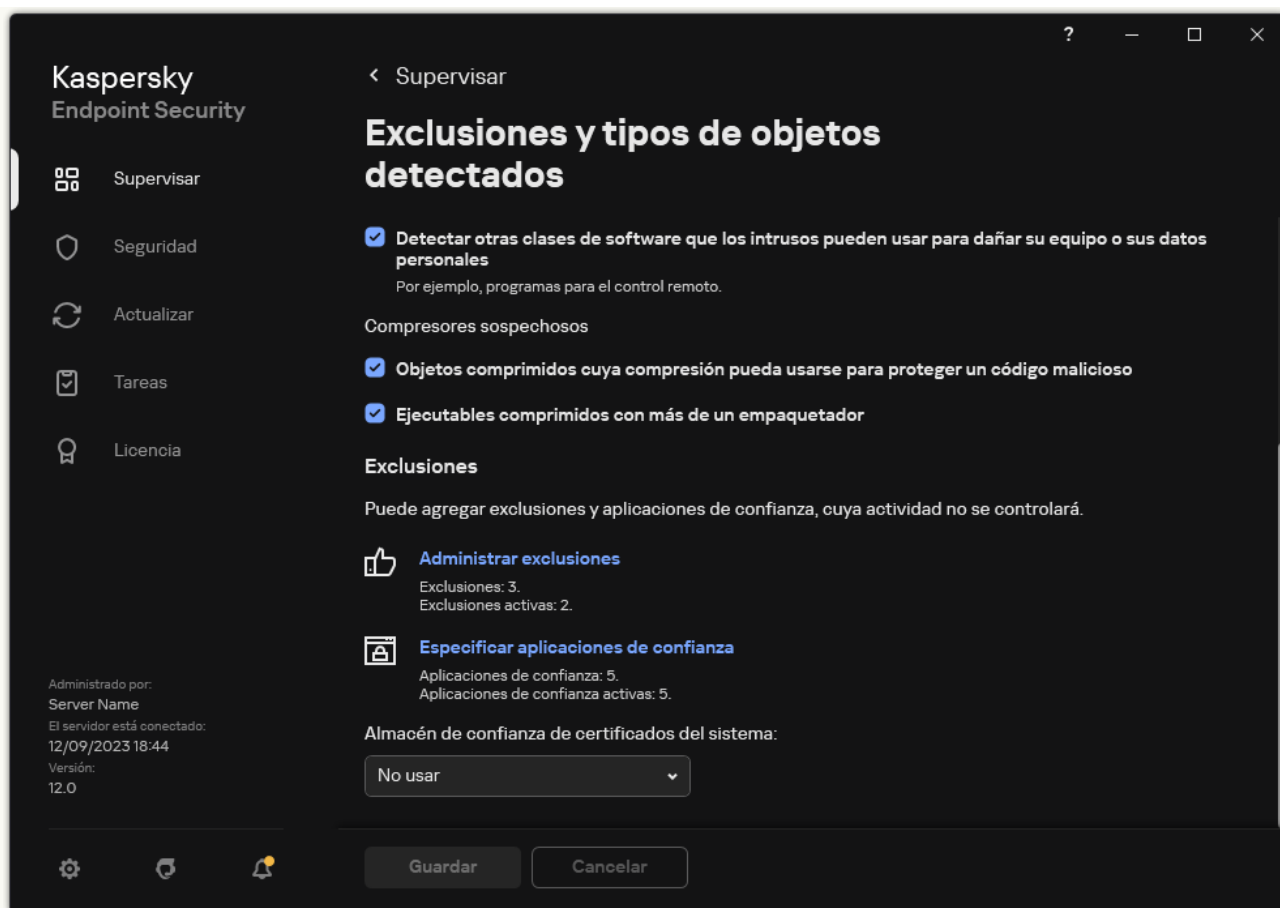 ?
Kaspersky
Endpoint Security
Supervisar
Seguridad
Actualizar
Tareas
Licencia
Administrado por:
Server Name
El servidor está conectado:
12/09/2023 18:44
Versión:
12.0
Supervisar
Exclusiones y tipos de objetos
detectados
Detectar otras clases de software que los intrusos pueden usar para dañar su equipo o sus datos
personales
Por ejemplo, programas para el control remoto.
Compresores sospechosos
Objetos comprimidos cuya compresión pueda usarse para proteger un código malicioso
Ejecutables comprimidos con más de un empaquetador
Exclusiones
Puede agregar exclusiones y aplicaciones de confianza, cuya actividad no se controlará.
Administrar exclusiones
Exclusiones: 3.
Exclusiones activas: 2.
Especificar aplicaciones de confianza
Aplicaciones de confianza: 5.
Aplicaciones de confianza activas: 5.
Almacén de confianza de certificados del sistema:
No usar
Guardar
Cancelar